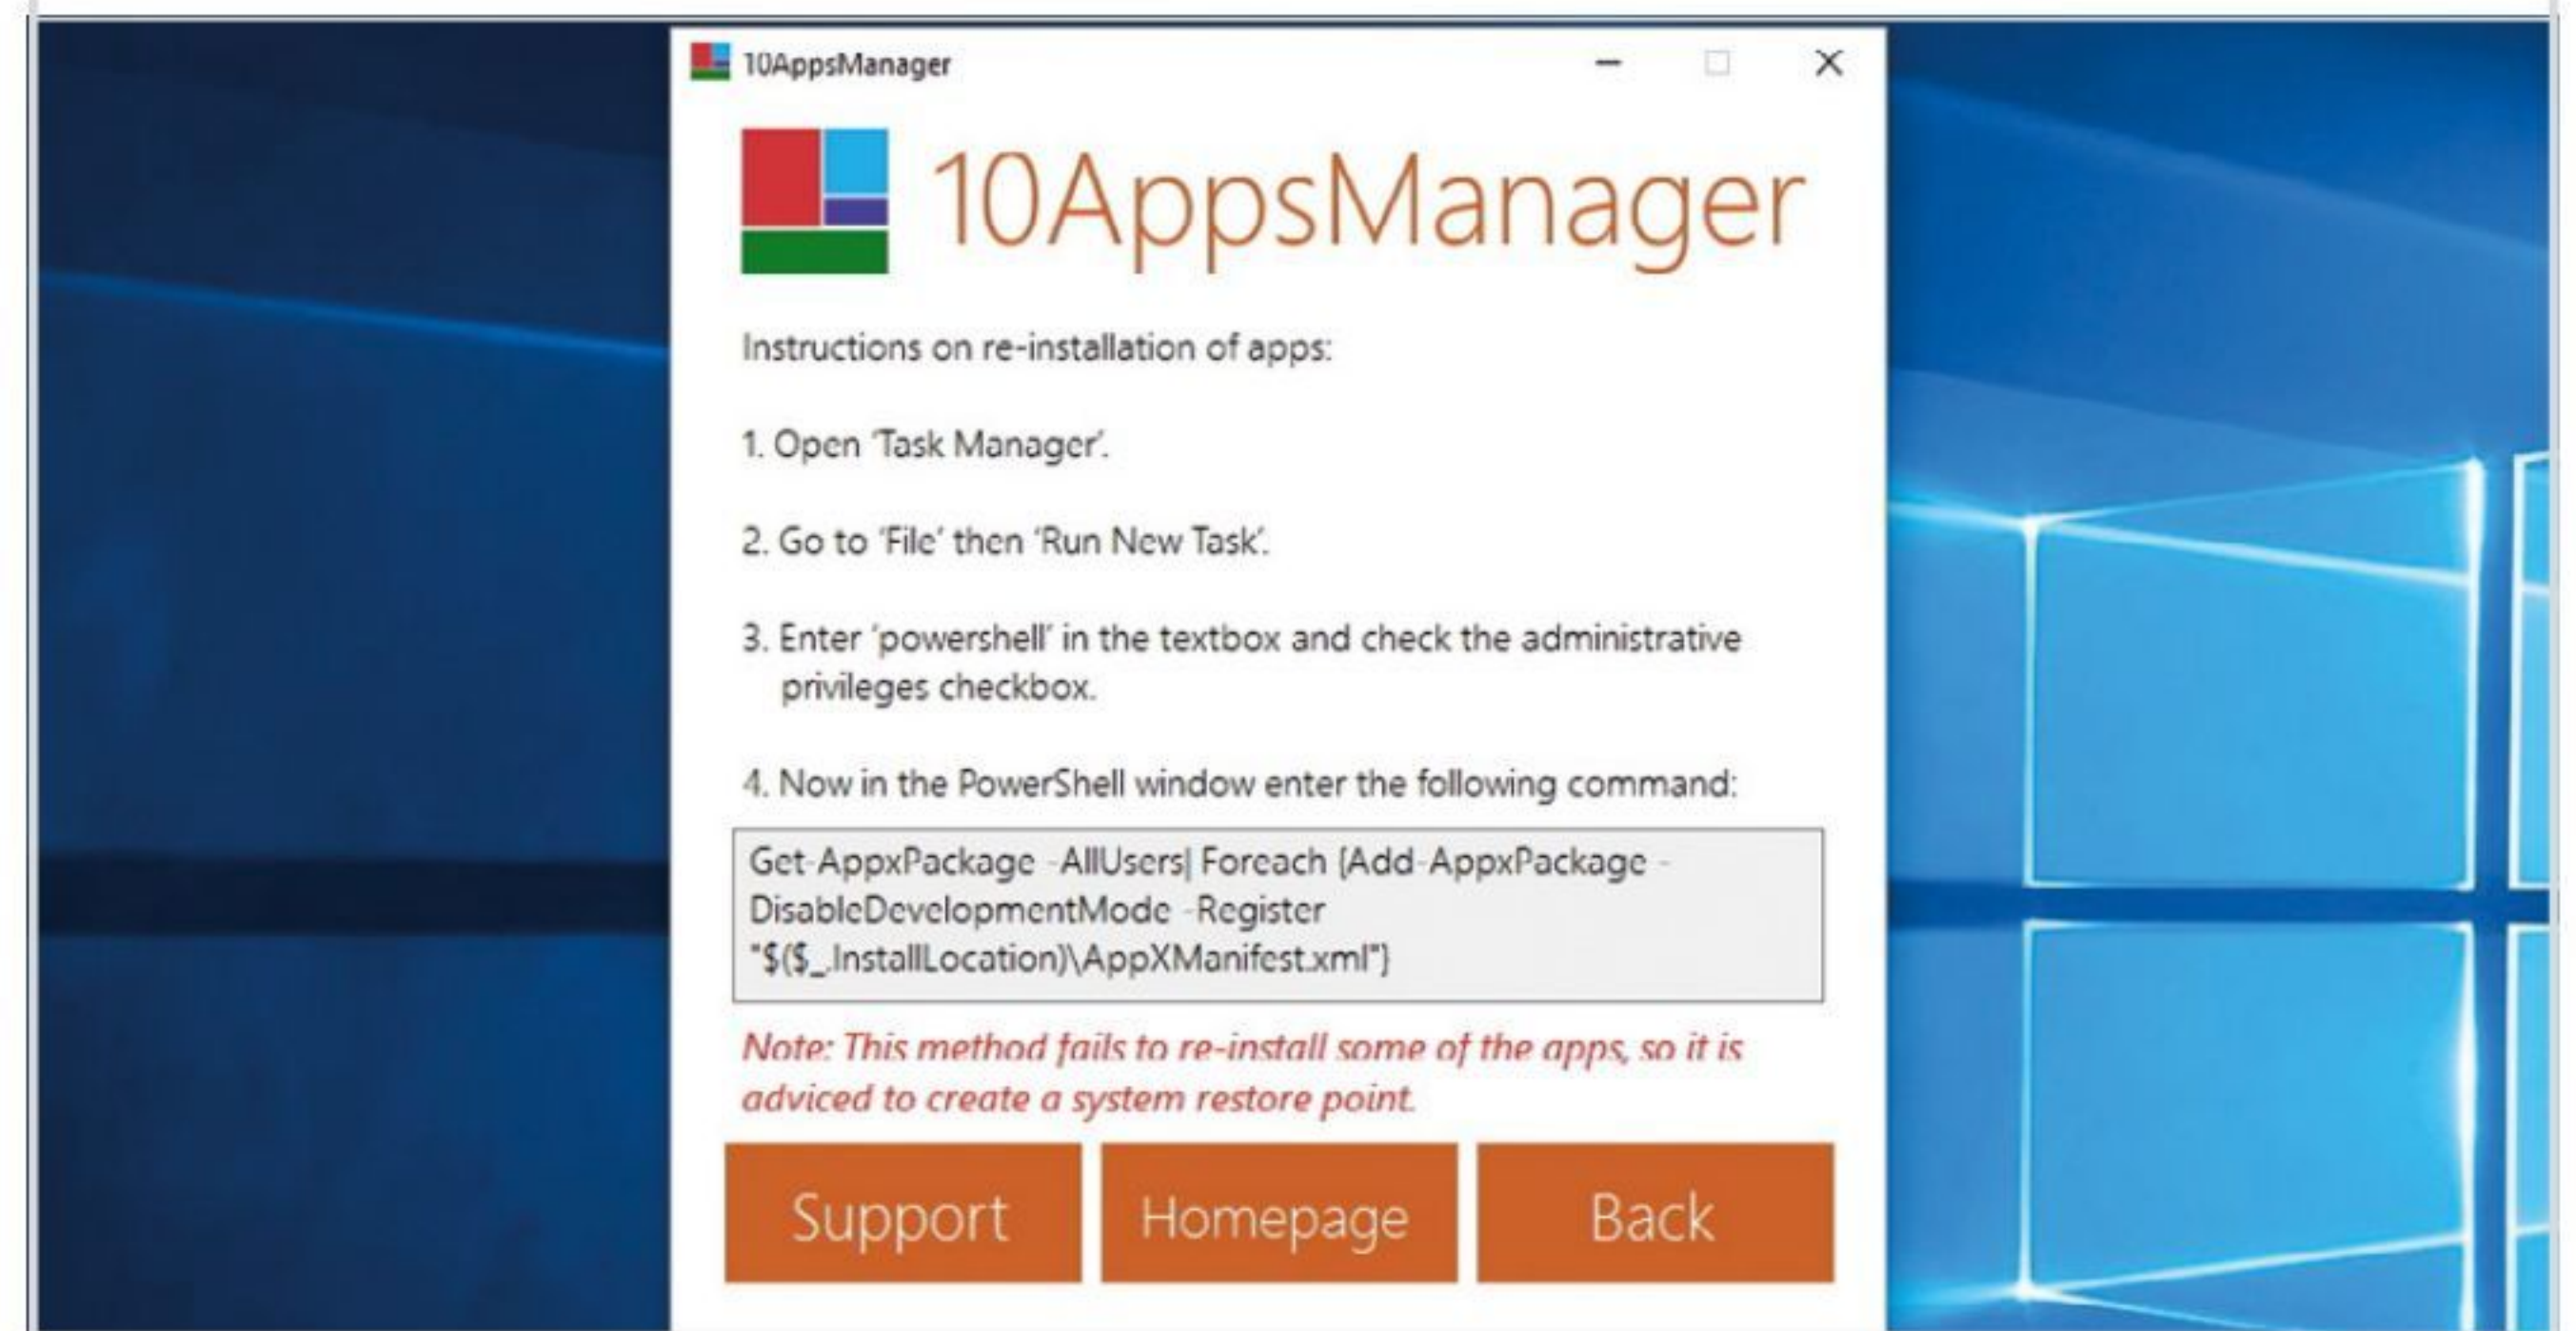 10AppsManager
10AppsManager
Instructions on re-installation of apps:
1. Open 'Task Manager'.
2. Go to 'File' then 'Run New Task'.
3. Enter 'powershell' in the textbox and check the administrative
privileges checkbox.
4. Now in the PowerShell window enter the following command:
Get-AppxPackage -AllUsers| Foreach {Add-AppxPackage -
DisableDevelopmentMode -Register
"$($_.InstallLocation)\AppXManifest.xml"}
Note: This method fails to re-install some of the apps, so it is
adviced to create a system restore point.
Support Homepage Back